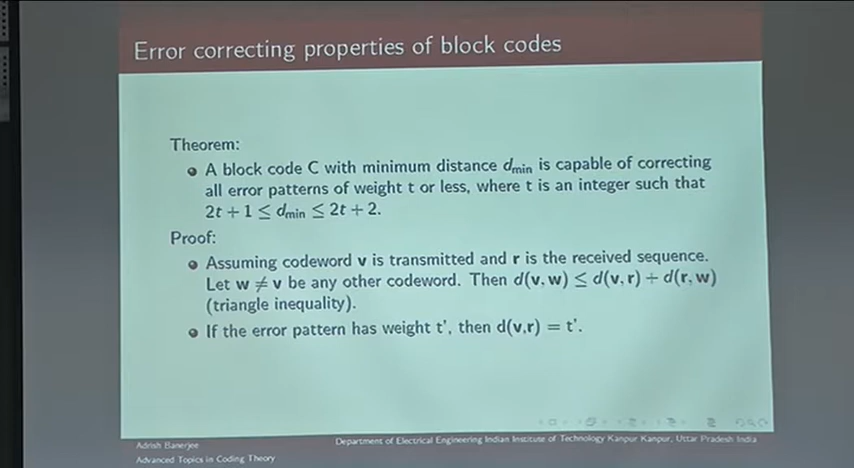 Error correcting properties of block codes
Theorem:
A block code C with minimum distance dmin is capable of correcting
all error patterns of weight t or less, where t is an integer such that
2t + 1 ≤ dmin ≤ 2t + 2.
Proof:
Assuming codeword v is transmitted and r is the received sequence.
Let w ≠ v be any other codeword. Then d(v, w) ≤ d(v, r) + d(r, w)
(triangle inequality).
If the error pattern has weight t', then d(v,r) = t'.
Adrish Banerjee
Department of Electrical Engineering Indian Institute of Technology Kanpur Kanpur, Uttar Pradesh India
Advanced Topics in Coding Theory